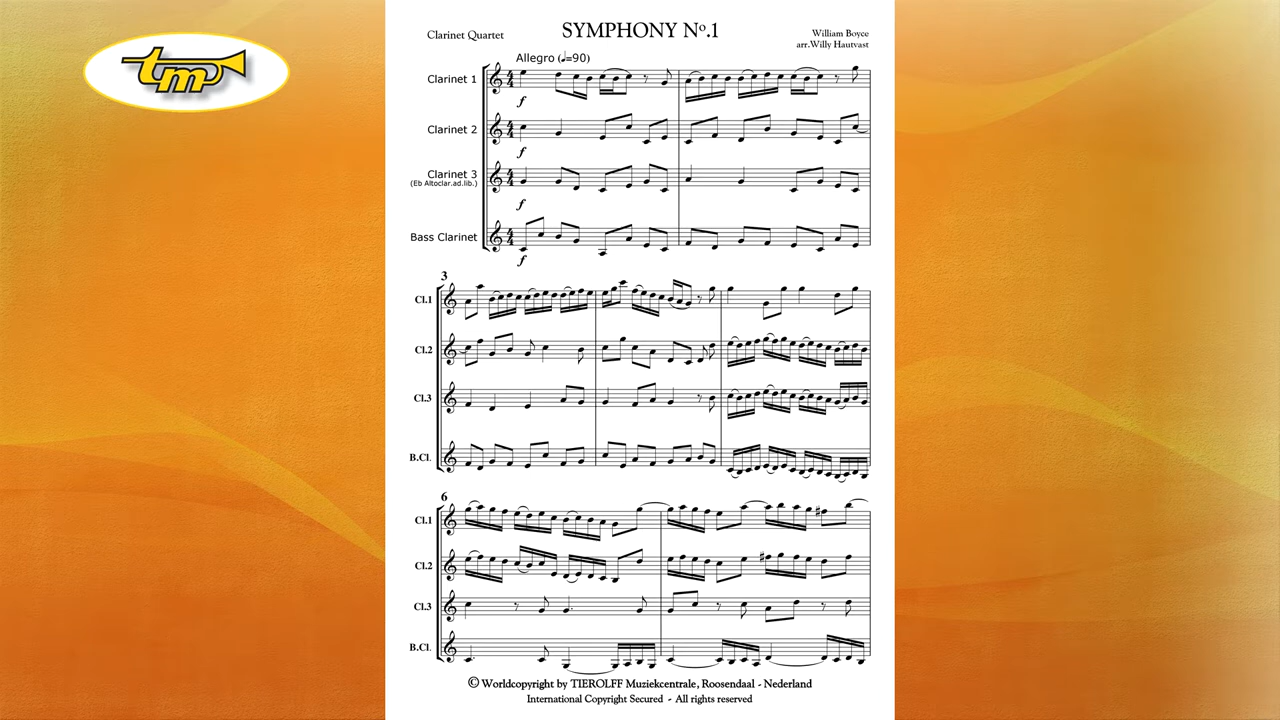 tm
Clarinet Quartet
SYMPHONY Nº.1
William Boyce
arr.Willy Hautvast
Allegro (♩=90)
Clarinet 1
f
Clarinet 2
f
Clarinet 3
(Eb Altoclar.ad.lib.)
f
Bass Clarinet
f
3
Cl.1
Cl.2
Cl.3
B.Cl.
6
Cl.1
Cl.2
Cl.3
B.Cl.
© Worldcopyright by TIEROLFF Muziekcentrale, Roosendaal - Nederland
International Copyright Secured - All rights reserved